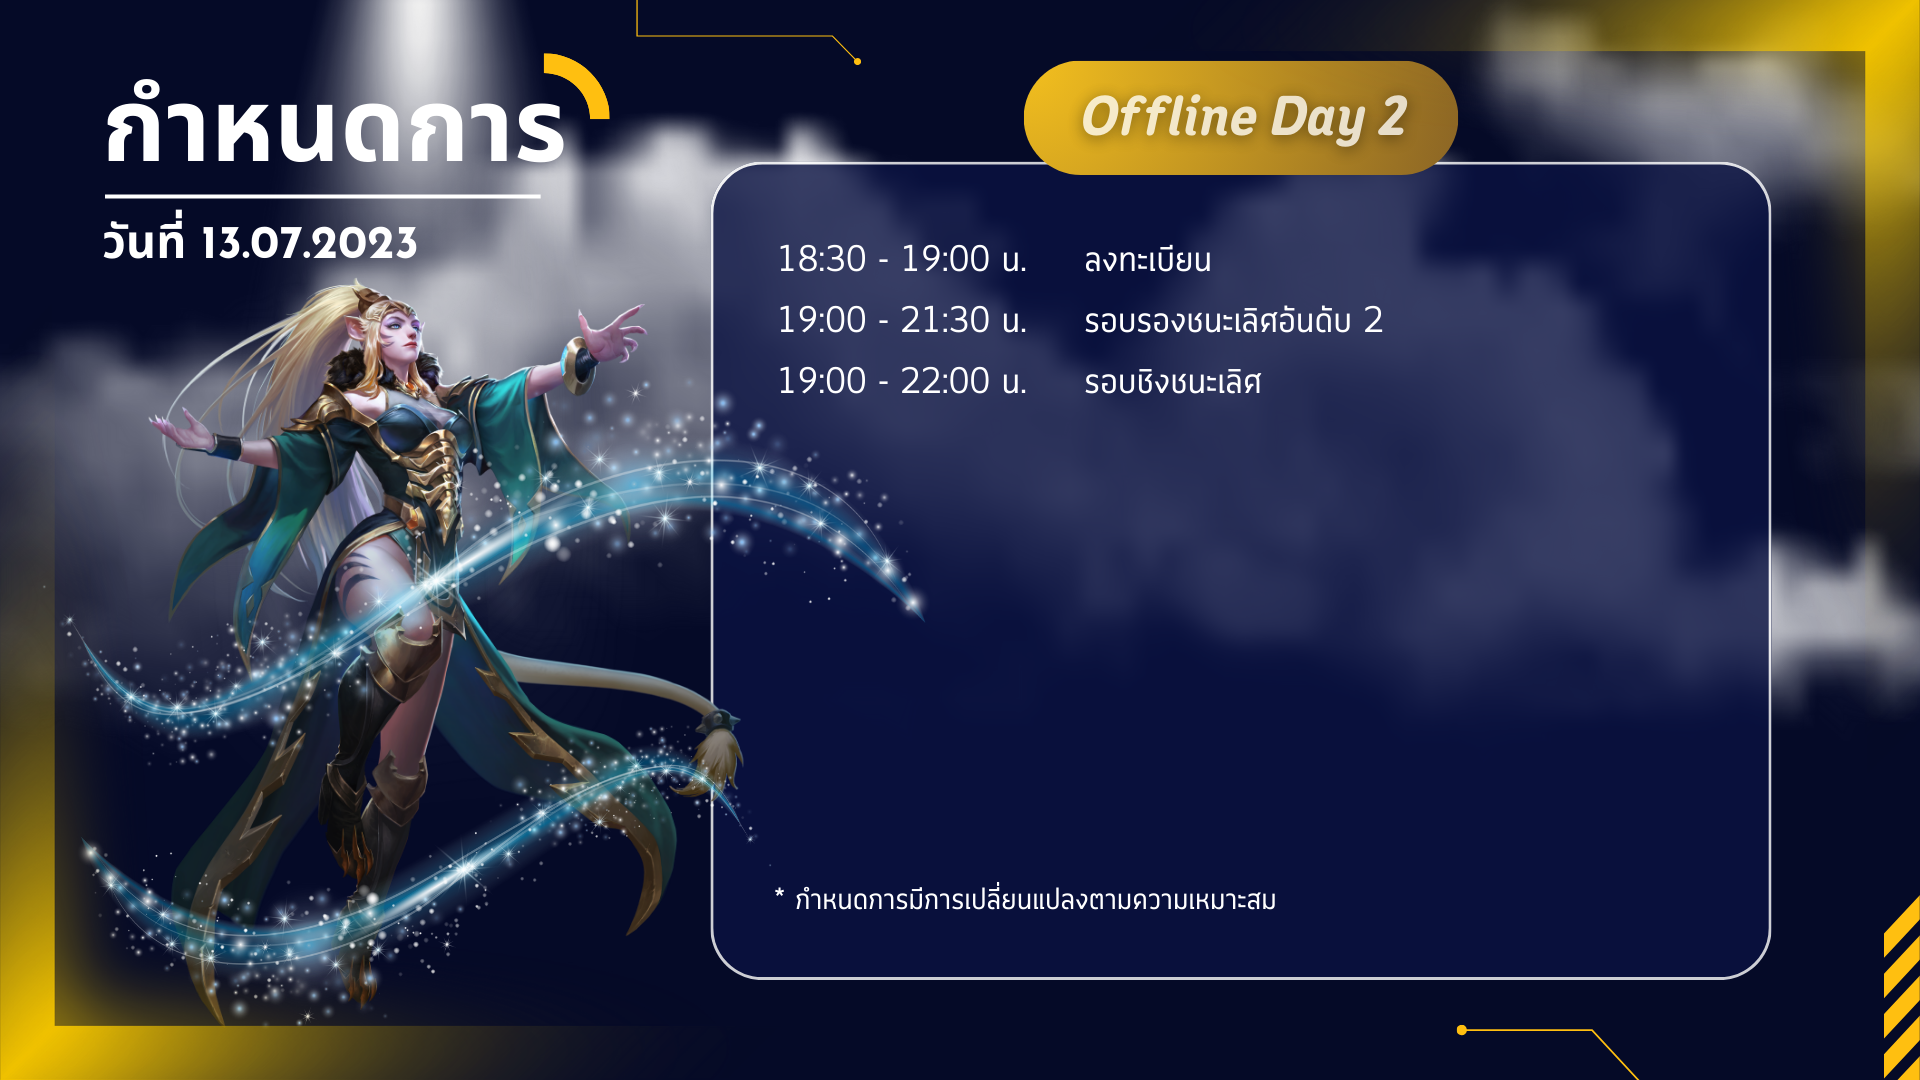 กำหนดการ
วันที่ 13.07.2023
Offline Day 2
18:30 - 19:00 น. ลงทะเบียน
19:00 - 21:30 น. รอบรองชนะเลิศอันดับ 2
19:00 - 22:00 น. รอบชิงชนะเลิศ
* กำหนดการมีการเปลี่ยนแปลงตามความเหมาะสม